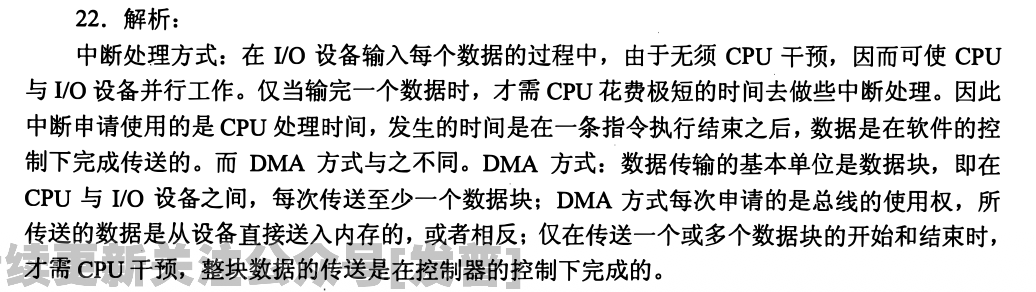 22．解析：
中断处理方式：在 I/O 设备输入每个数据的过程中，由于无须 CPU 干预，因而可使 CPU
与 I/O 设备并行工作。仅当输完一个数据时，才需 CPU 花费极短的时间去做些中断处理。因此
中断申请使用的是 CPU 处理时间，发生的时间是在一条指令执行结束之后，数据是在软件的控
制下完成传送的。而 DMA 方式与之不同。DMA 方式：数据传输的基本单位是数据块，即在
CPU 与 I/O 设备之间，每次传送至少一个数据块；DMA 方式每次申请的是总线的使用权，所
传送的数据是从设备直接送入内存的，或者相反；仅在传送一个或多个数据块的开始和结束时，
才需 CPU 干预，整块数据的传送是在控制器的控制下完成的。